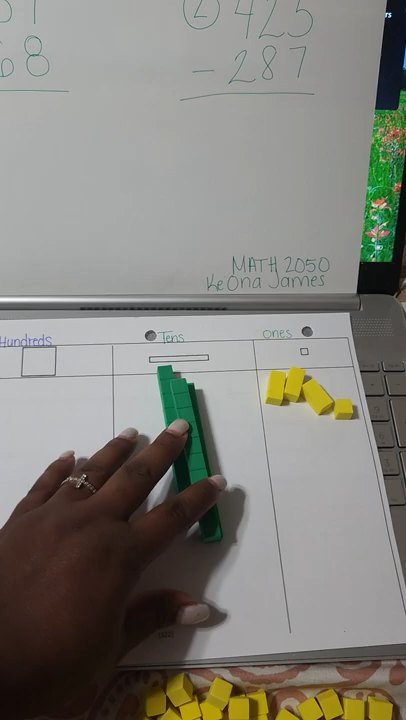 ② 425
- 287
68
MATH 2050
KeOna James
Hundreds Tens ones